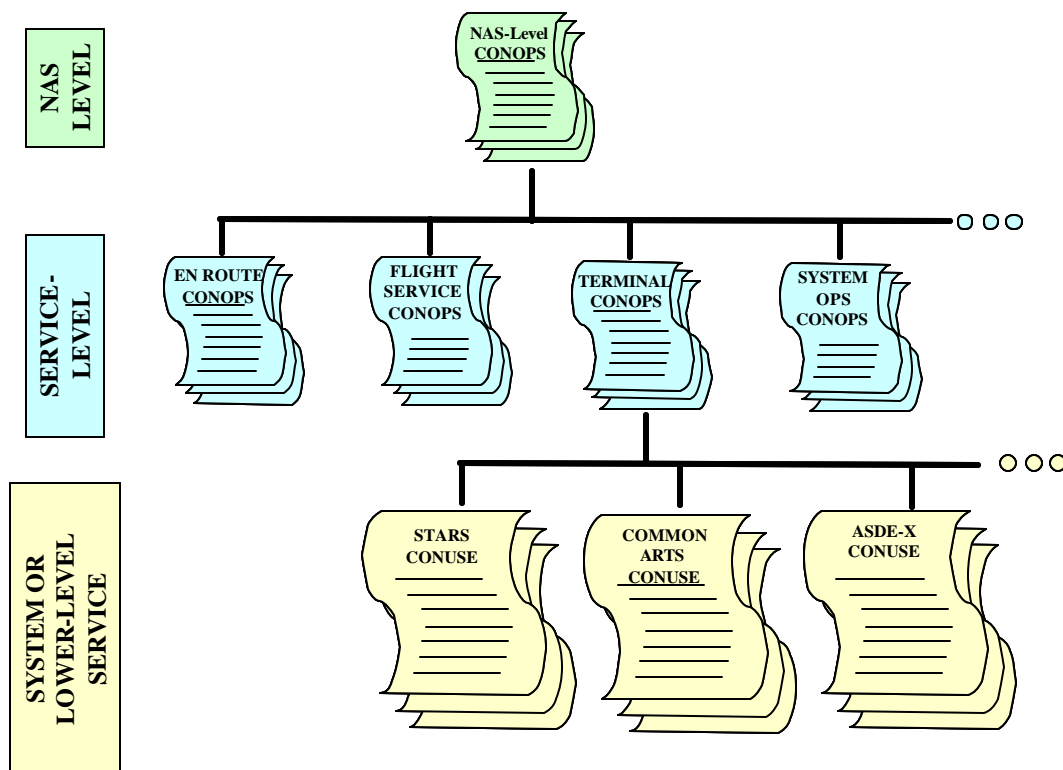 NAS
LEVEL
NAS-Level
CONOPS
SERVICE-
LEVEL
EN ROUTE
CONOPS
FLIGHT
SERVICE
CONOPS
TERMINAL
CONOPS
SYSTEM
OPS
CONOPS
SYSTEM OR
LOWER-LEVEL
SERVICE
STARS
CONUSE
COMMON
ARTS
CONUSE
ASDE-X
CONUSE